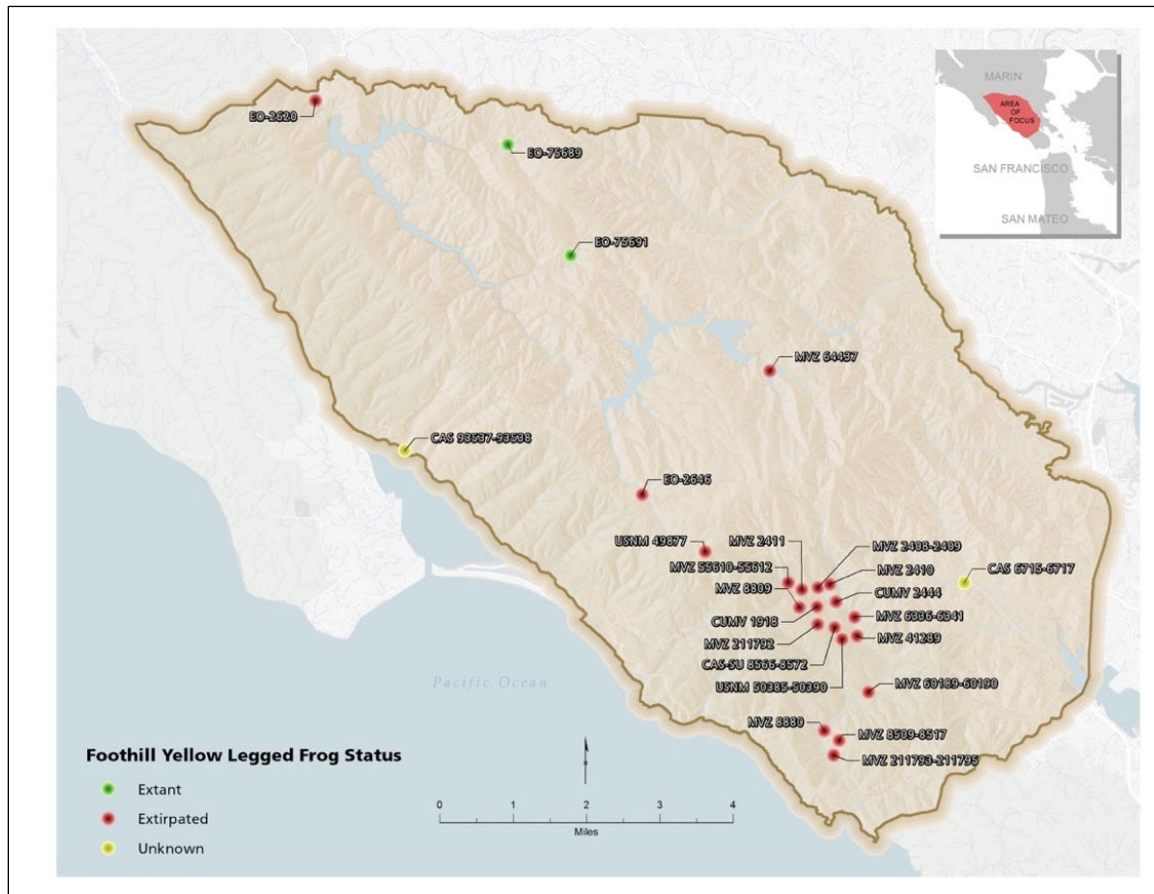 MARIN
AREA
OF
FOCUS
SAN FRANCISCO
SAN MATEO
EO-2620
EO-75689
EO-75691
MVZ 64437
CAS 93537-93538
EO-2646
USNM 49877
MVZ 2411
MVZ 2408-2409
MVZ 55610-55612
MVZ 2410
CAS 6715-6717
MVZ 8809
CUMV 2444
CUMV 1918
MVZ 6336-6341
MVZ 211792
MVZ 41289
CAS-SU 8566-8572
USNM 50385-50390
MVZ 60189-60190
Pacific Ocean
MVZ 8880
MVZ 8509-8517
MVZ 211793-211795
Foothill Yellow Legged Frog Status
Extant
Extirpated
Unknown
0 1 2 3 4
Miles